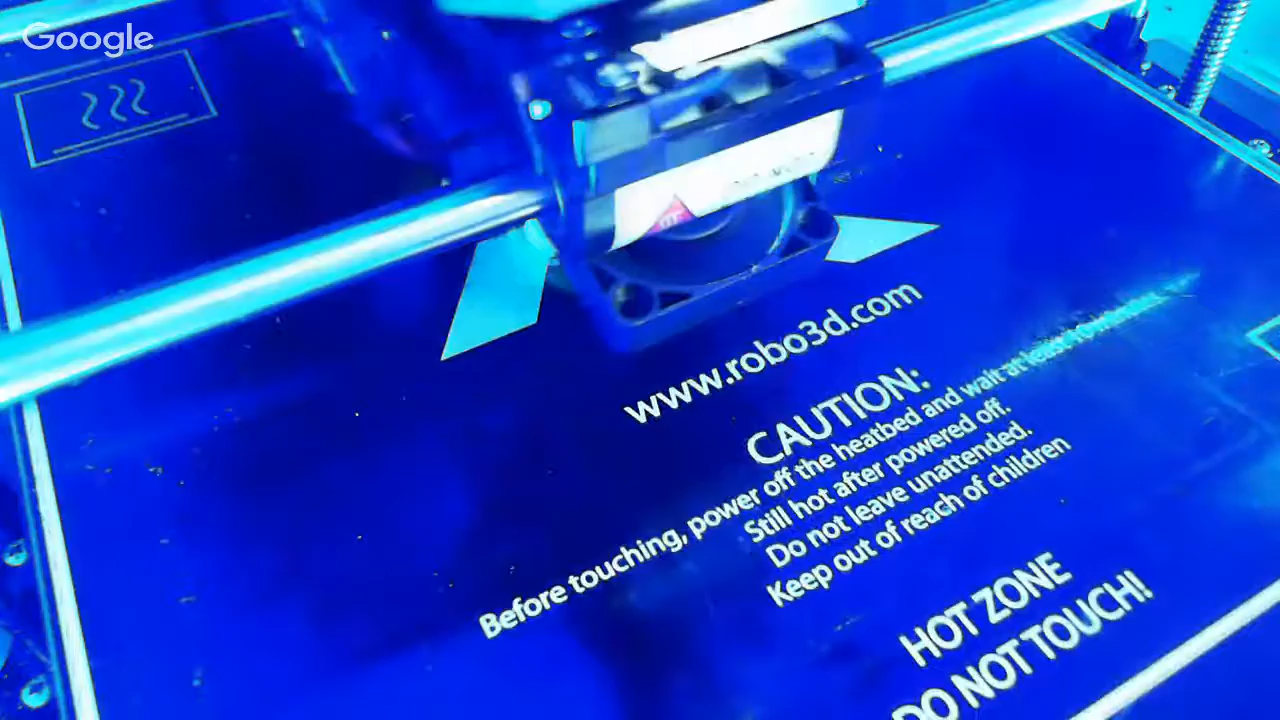 Google
www.robo3d.com
CAUTION:
Before touching, power off the heatbed and wait at least
Still hot after powered off.
Do not leave unattended.
Keep out of reach of children
HOT ZONE
DO NOT TOUCH!